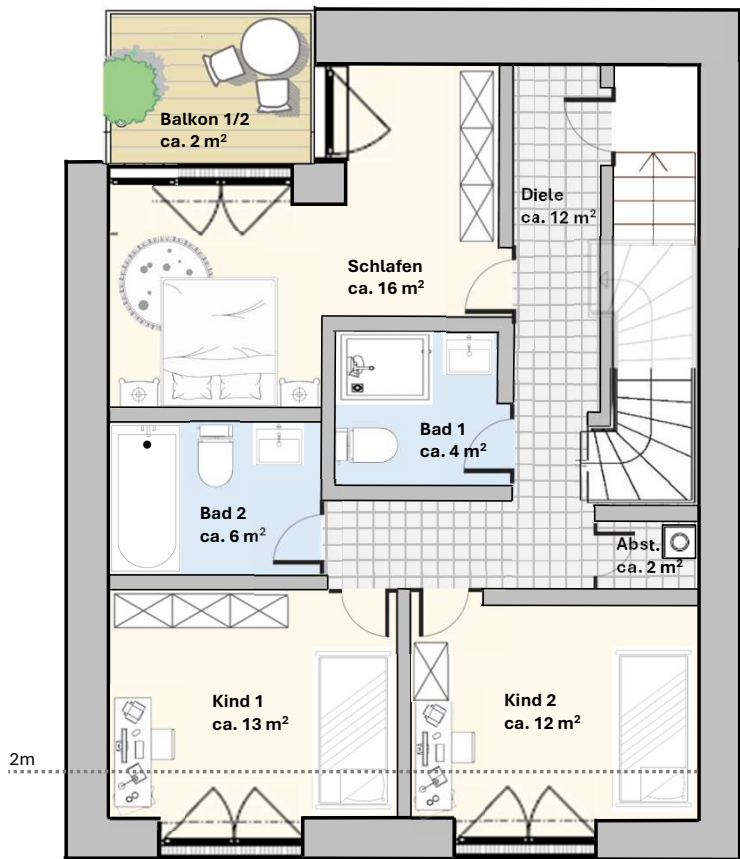 Balkon 1/2
ca. 2 m²
Diele
ca. 12 m²
Schlafen
ca. 16 m²
Bad 1
ca. 4 m²
Bad 2
ca. 6 m²
Abst.
ca. 2 m²
Kind 1
ca. 13 m²
Kind 2
ca. 12 m²
2m